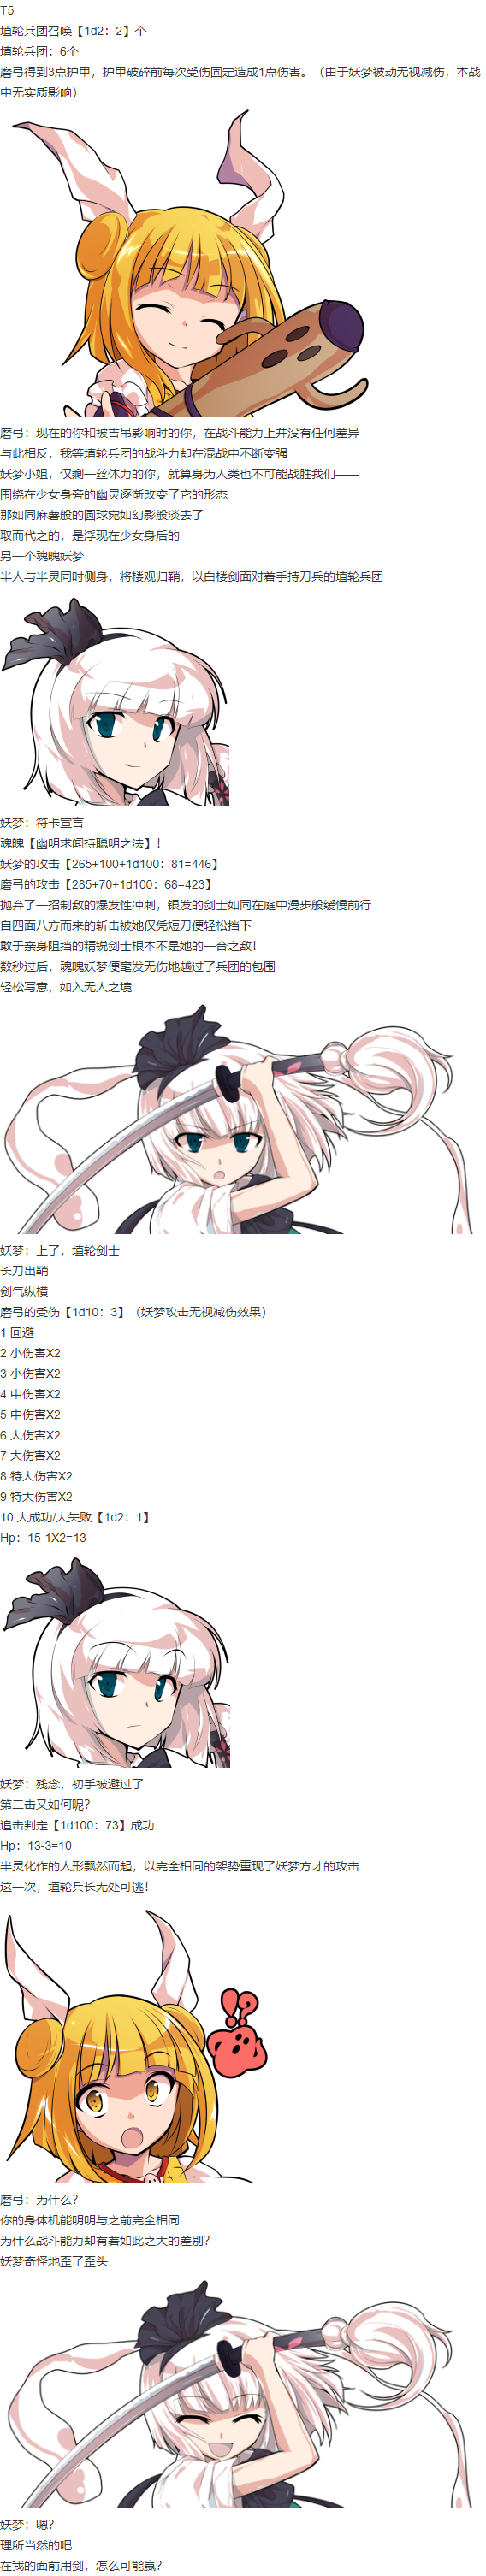 T5
埴轮兵团召唤【1d2：2】个
埴轮兵团：6个
磨弓得到3点护甲，护甲破碎前每次受伤固定造成1点伤害。（由于妖梦被动无视减伤，本战
中无实质影响）
磨弓：现在的你和被吉吊影响时的你，在战斗能力上并没有任何差异
与此相反，我等埴轮兵团的战斗力却在混战中不断变强
妖梦小姐，仅剩一丝体力的你，就算身为人类也不可能战胜我们——
围绕在少女身旁的幽灵逐渐改变了它的形态
那如同麻薯般的圆球宛如幻影般淡去了
取而代之的，是浮现在少女身后的
另一个魂魄妖梦
半人与半灵同时侧身，将楼观归鞘，以白楼剑面对着手持刀兵的埴轮兵团
妖梦：符卡宣言
魂魄【幽明求闻持聪明之法】！
妖梦的攻击【265+100+1d100：81=446】
磨弓的攻击【285+70+1d100：68=423】
抛弃了一招制敌的爆发性冲刺，银发的剑士如同在庭中漫步般缓慢前行
自四面八方而来的斩击被她仅凭短刀便轻松挡下
敢于亲身阻挡的精锐剑士根本不是她的一合之敌！
数秒过后，魂魄妖梦便毫发无伤地越过了兵团的包围
轻松写意，如入无人之境
妖梦：上了，埴轮剑士
长刀出鞘
剑气纵横
磨弓的受伤【1d10：3】（妖梦攻击无视减伤效果）
1 回避
2 小伤害X2
3 小伤害X2
4 中伤害X2
5 中伤害X2
6 大伤害X2
7 大伤害X2
8 特大伤害X2
9 特大伤害X2
10 大成功/大失败【1d2：1】
Hp：15-1X2=13
妖梦：残念，初手被避过了
第二击又如何呢？
追击判定【1d100：73】成功
Hp：13-3=10
半灵化作的人形飘然而起，以完全相同的架势重现了妖梦方才的攻击
这一次，埴轮兵长无处可逃！
磨弓：为什么？
你的身体机能明明与之前完全相同
为什么战斗能力却有着如此之大的差别？
妖梦奇怪地歪了歪头
妖梦：嗯？
理所当然的吧
在我的面前用剑，怎么可能赢？